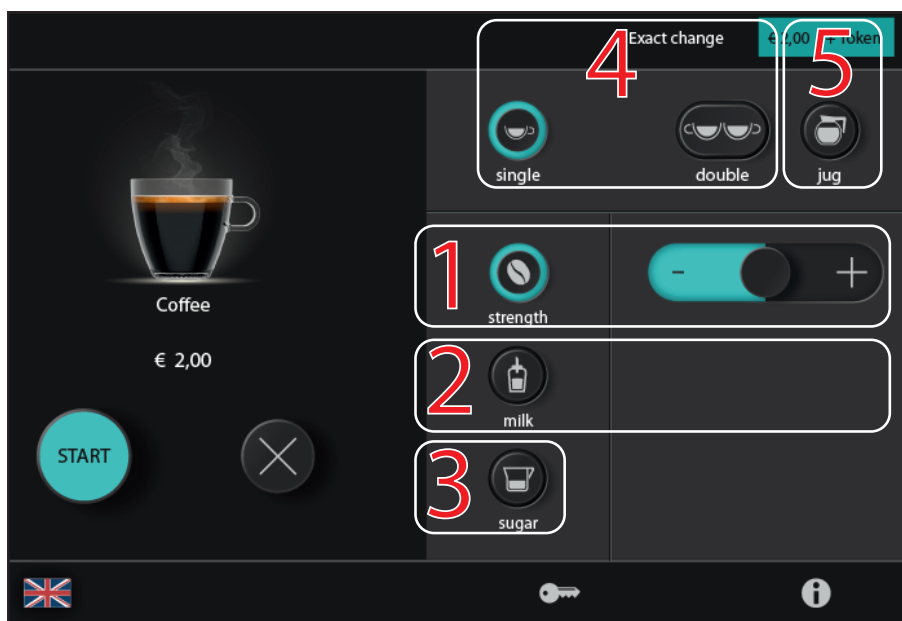 Exact change
€ 2,00 + Token
4
5
single
double
jug
1
- +
strength
Coffee
€ 2,00
2
milk
START
3
sugar